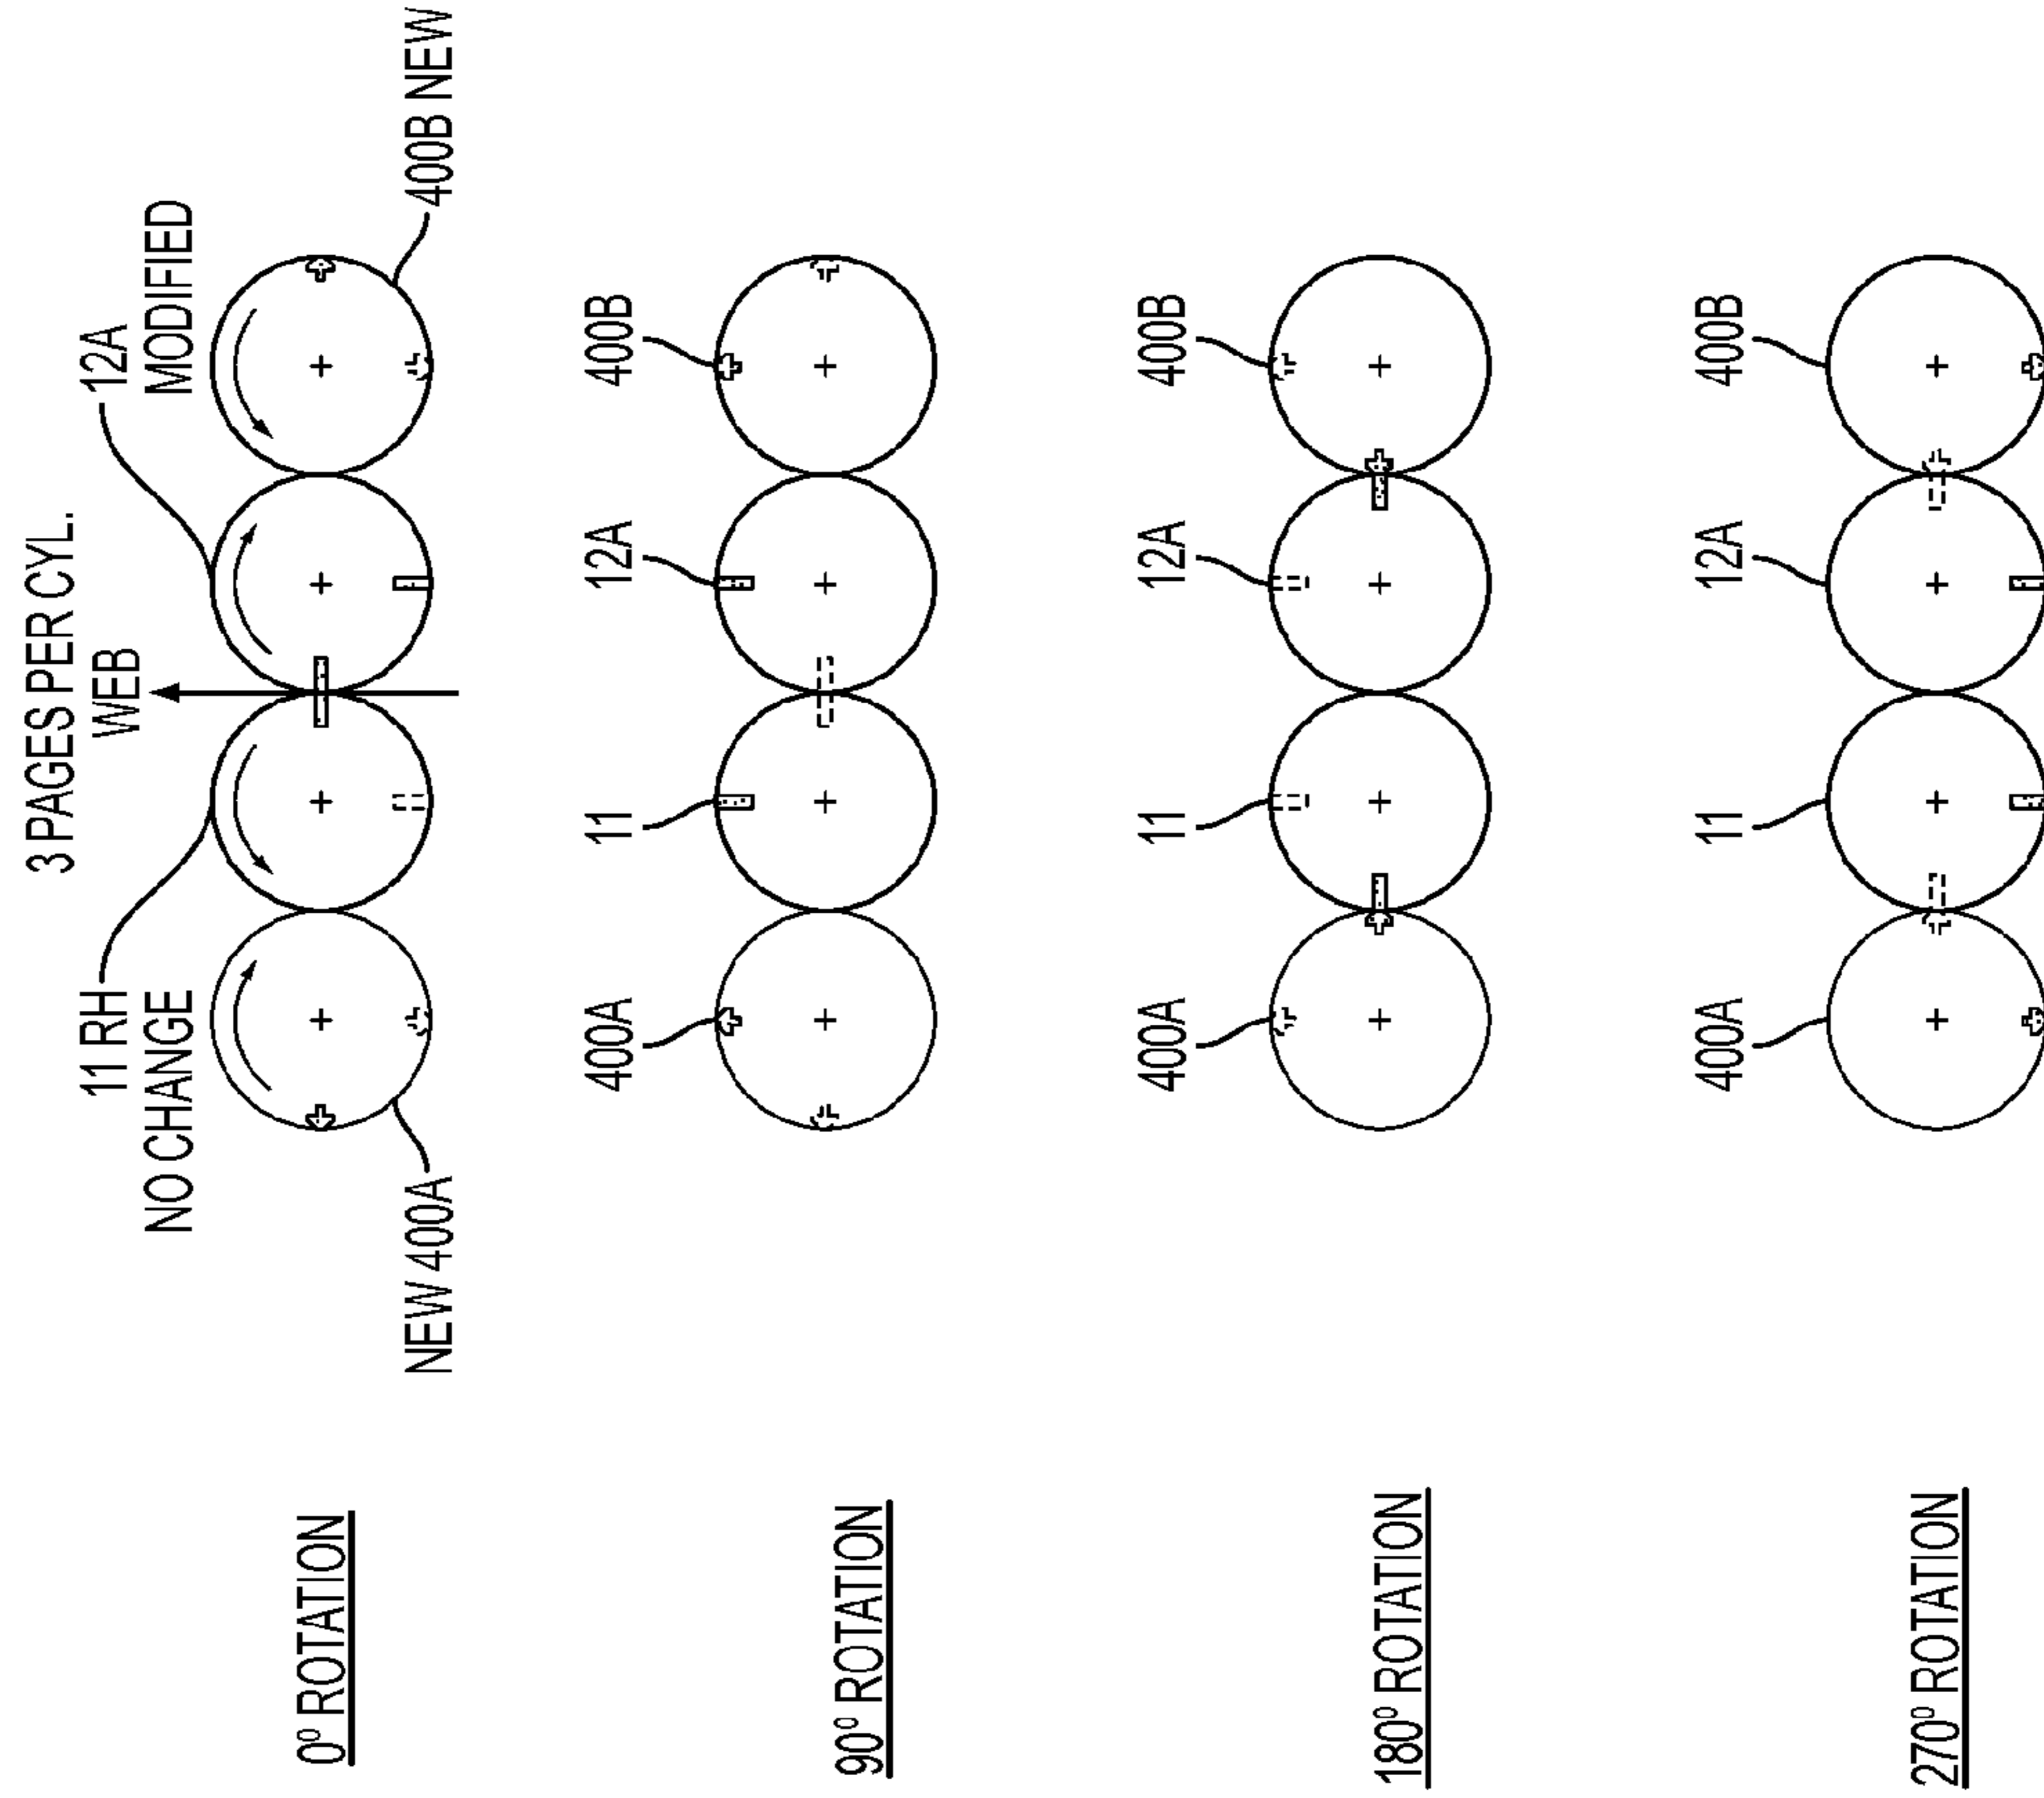 3 PAGES PER CYL.
WEB
11 RH
NO CHANGE
12A
MODIFIED
NEW 400A
400B NEW
0° ROTATION
400A
11
12A
400B
90° ROTATION
400A
11
12A
400B
180° ROTATION
400A
11
12A
400B
270° ROTATION